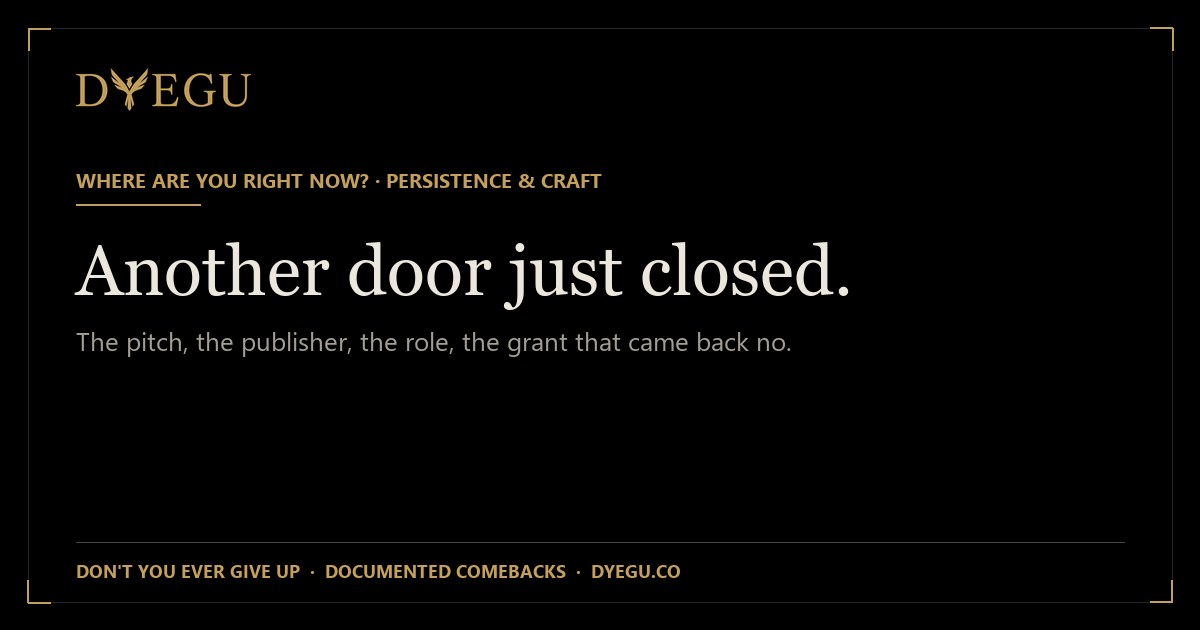 DYEGU
WHERE ARE YOU RIGHT NOW? · PERSISTENCE & CRAFT
Another door just closed.
The pitch, the publisher, the role, the grant that came back no.
DON'T YOU EVER GIVE UP · DOCUMENTED COMEBACKS · DYEGU.CO